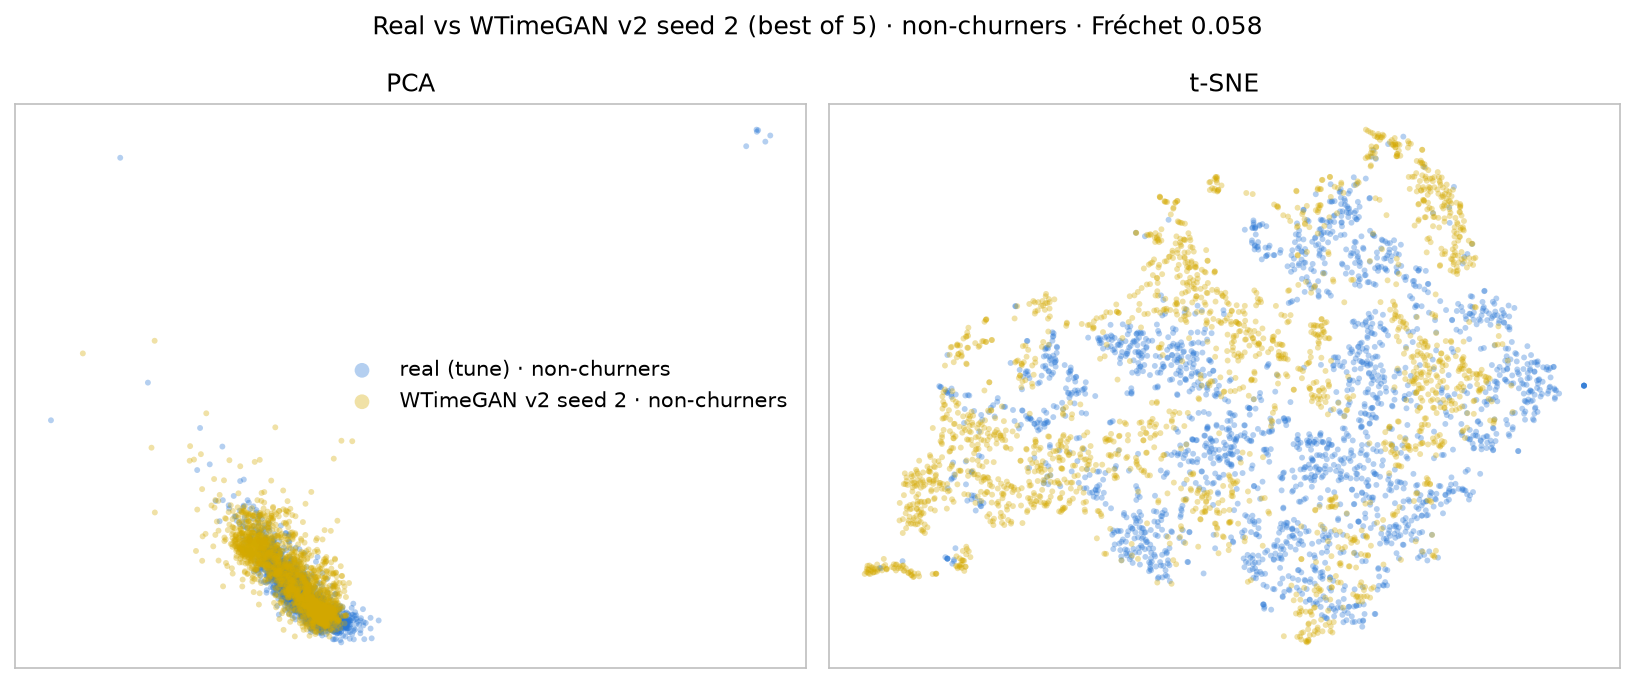 Real vs WTimeGAN v2 seed 2 (best of 5) · non-churners · Fréchet 0.058
PCA
t-SNE
real (tune) · non-churners
WTimeGAN v2 seed 2 · non-churners